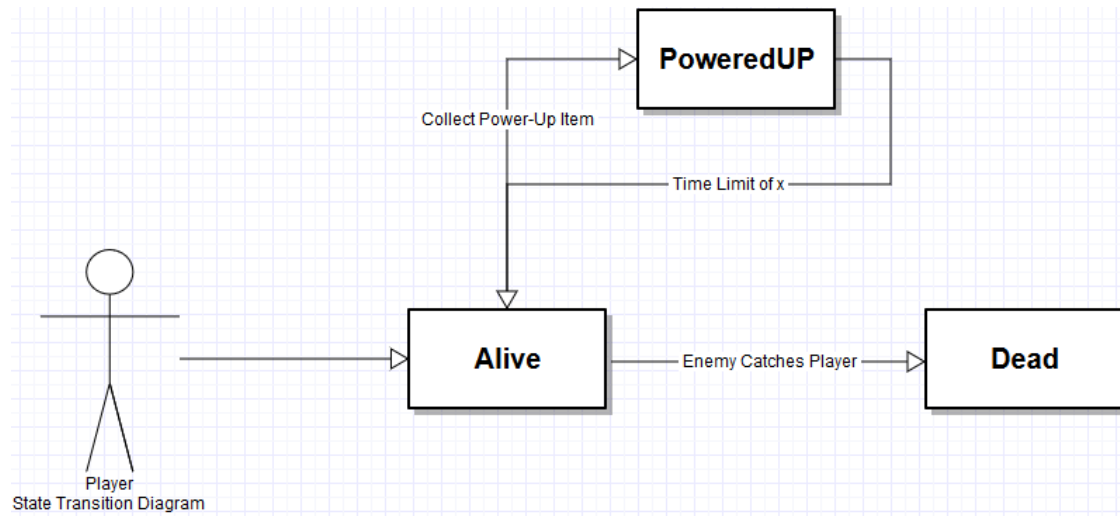 PoweredUP
Collect Power-Up Item
Time Limit of x
Alive
Enemy Catches Player
Dead
Player
State Transition Diagram